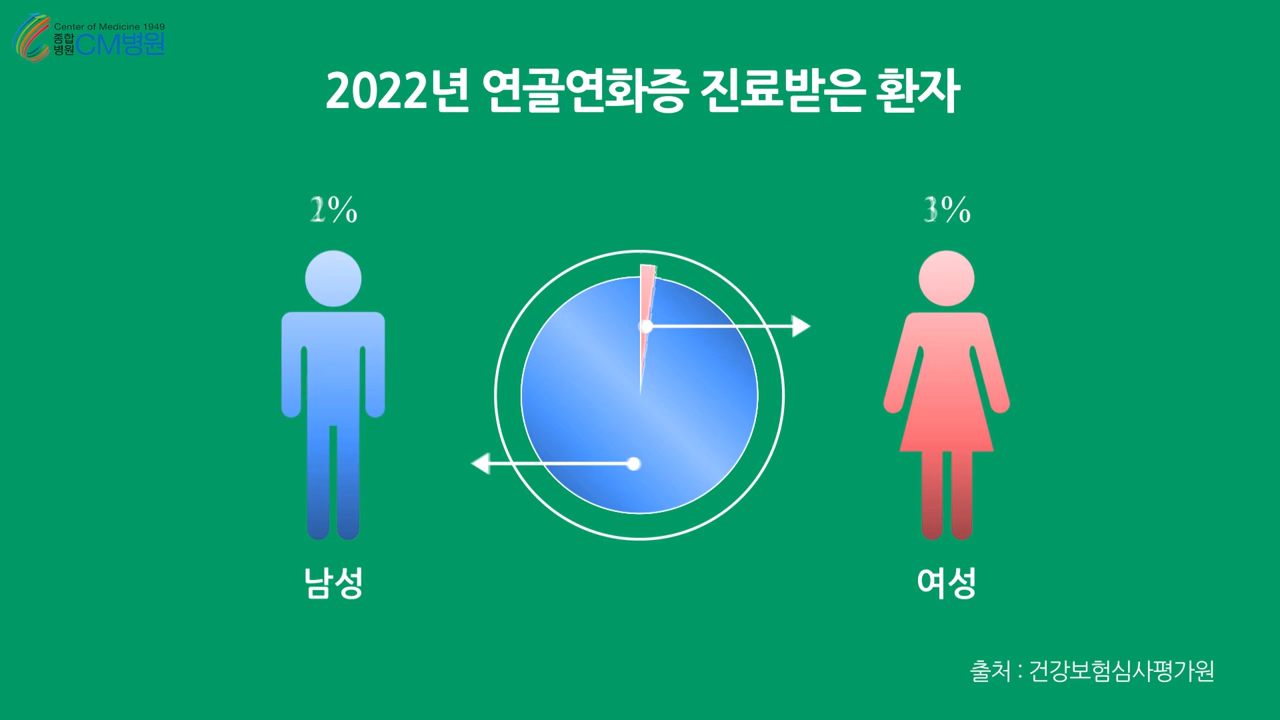 Center of Medicine 1949
종합
병원 CM병원
2022년 연골연화증 진료받은 환자
남성
여성
출처 : 건강보험심사평가원